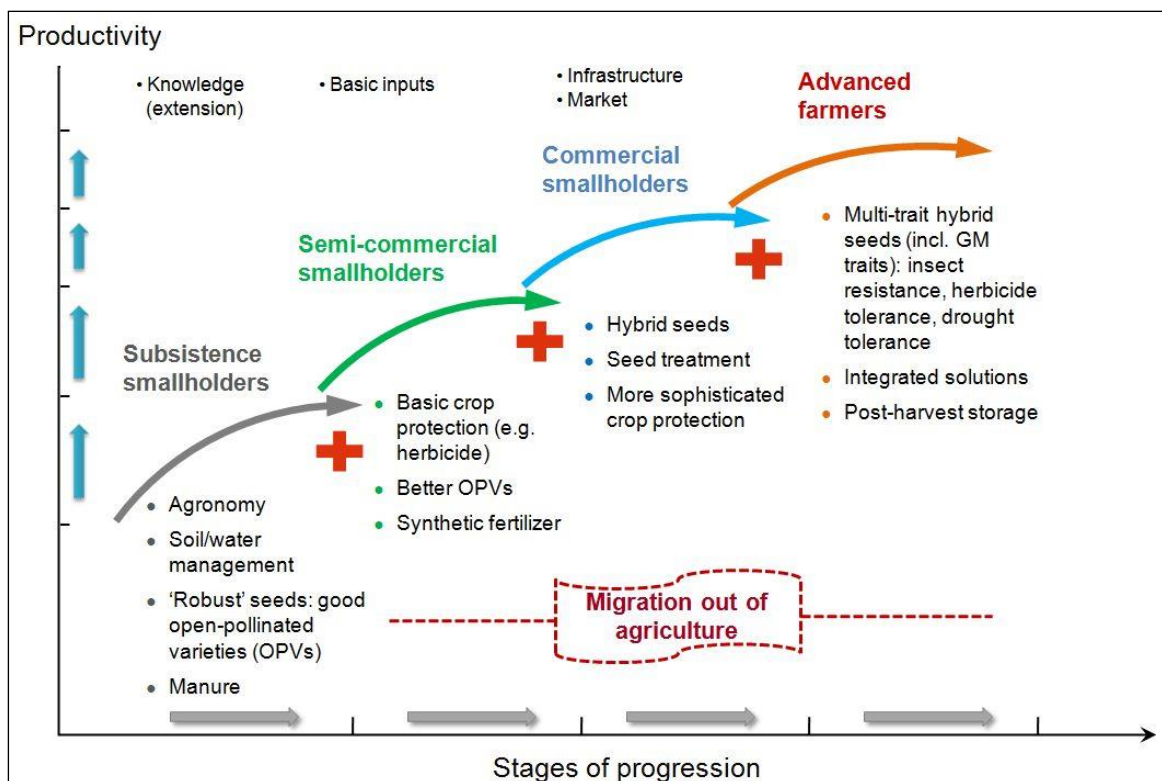 Productivity
• Knowledge
(extension)
• Basic inputs
• Infrastructure
• Market
Advanced
farmers
Commercial
smallholders
Semi-commercial
smallholders
Subsistence
smallholders
• Multi-trait hybrid
seeds (incl. GM
traits): insect
resistance, herbicide
tolerance, drought
tolerance
• Integrated solutions
• Post-harvest storage
• Hybrid seeds
• Seed treatment
• More sophisticated
crop protection
• Basic crop
protection (e.g.
herbicide)
• Better OPVs
• Synthetic fertilizer
• Agronomy
• Soil/water
management
• ‘Robust’ seeds: good
open-pollinated
varieties (OPVs)
• Manure
Migration out of
agriculture
Stages of progression